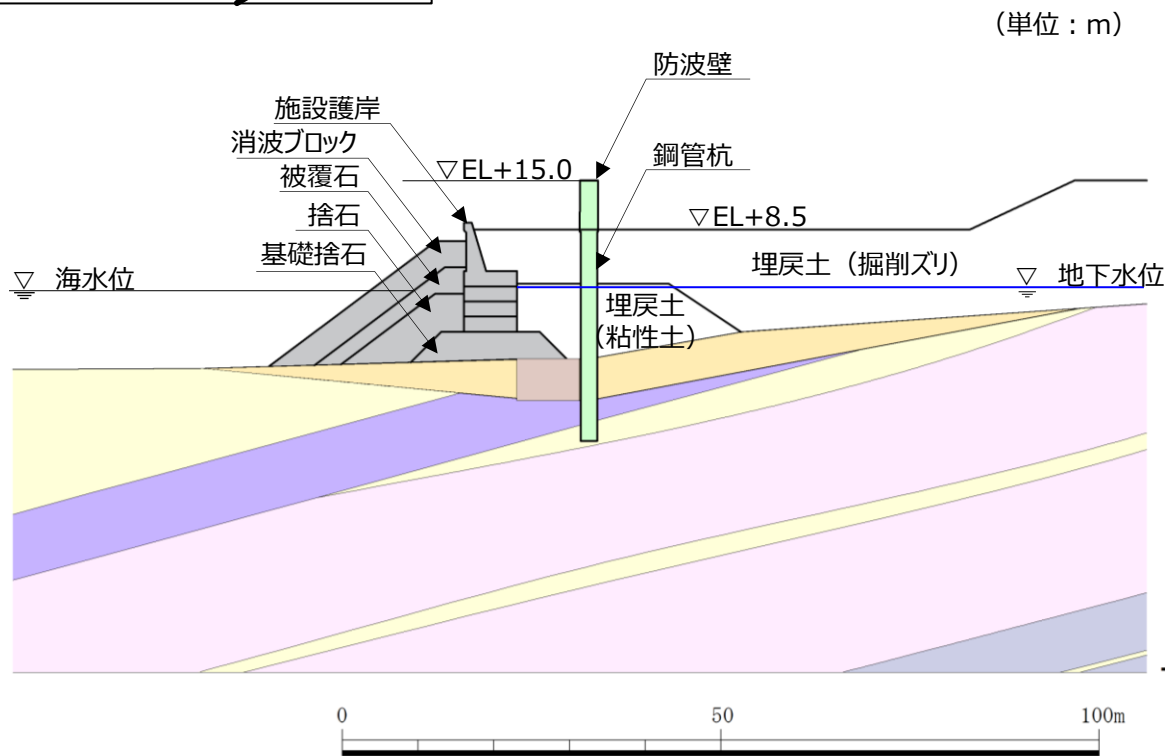 （単位：m）
防波壁
施設護岸
消波ブロック
▽EL+15.0
鋼管杭
被覆石
捨石
▽EL+8.5
基礎捨石
埋戻土（掘削ズリ）
▽ 海水位
▽ 地下水位
埋戻土
（粘性土）
0 50 100m